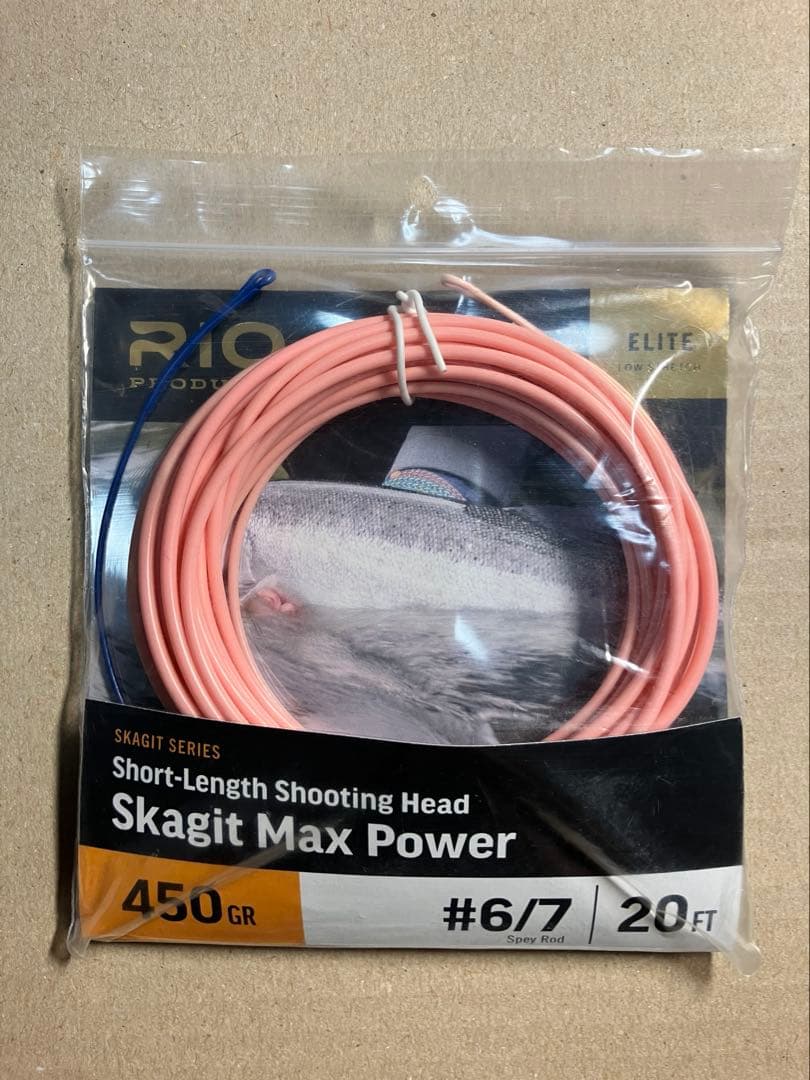 RIO
ELITE
LOW STRETCH
SKAGIT SERIES
Short-Length Shooting Head
Skagit Max Power
450 GR
#6/7 20 FT
Spey Rod